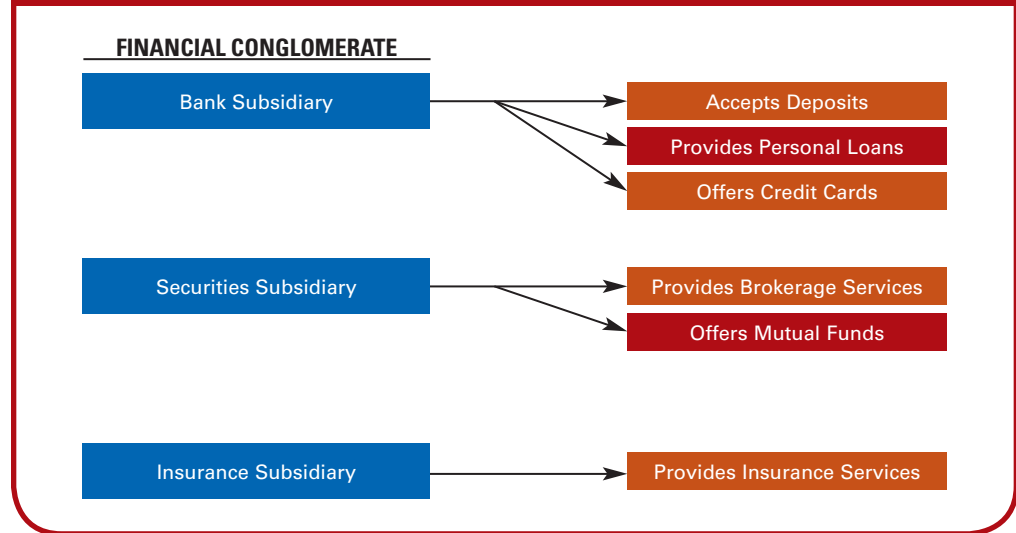 FINANCIAL CONGLOMERATE
Bank Subsidiary
Accepts Deposits
Provides Personal Loans
Offers Credit Cards
Securities Subsidiary
Provides Brokerage Services
Offers Mutual Funds
Insurance Subsidiary
Provides Insurance Services